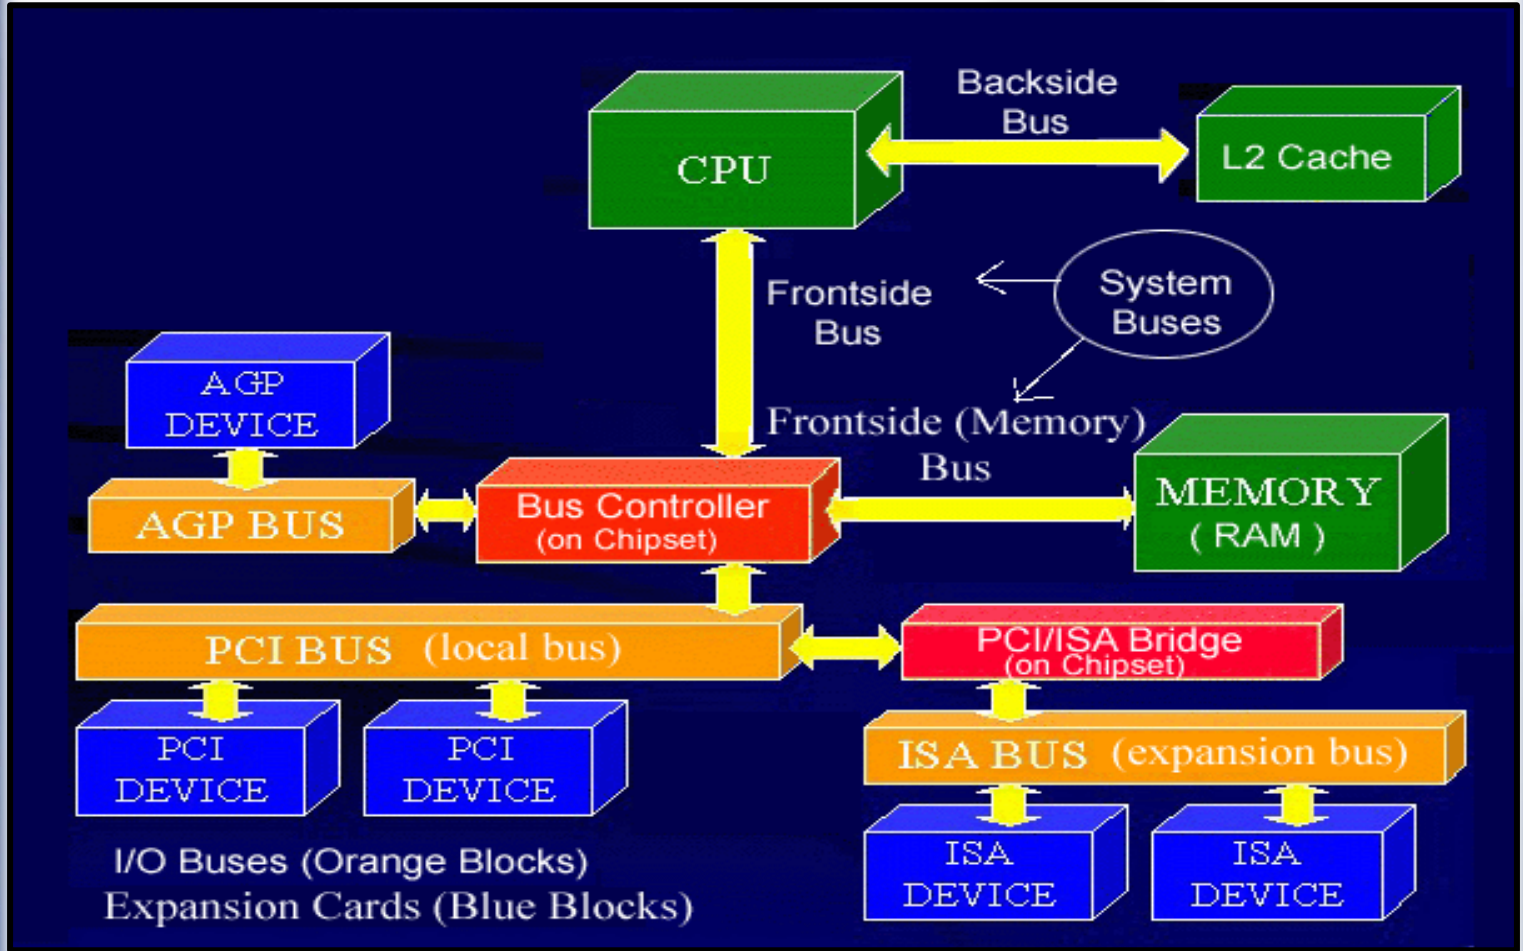 Backside
Bus
CPU
L2 Cache
Frontside
Bus
System
Buses
AGP
DEVICE
Frontside (Memory)
Bus
AGP BUS
Bus Controller
(on Chipset)
MEMORY
( RAM )
PCI BUS (local bus)
PCI/ISA Bridge
(on Chipset)
PCI
DEVICE
PCI
DEVICE
ISA BUS (expansion bus)
ISA
DEVICE
ISA
DEVICE
I/O Buses (Orange Blocks)
Expansion Cards (Blue Blocks)